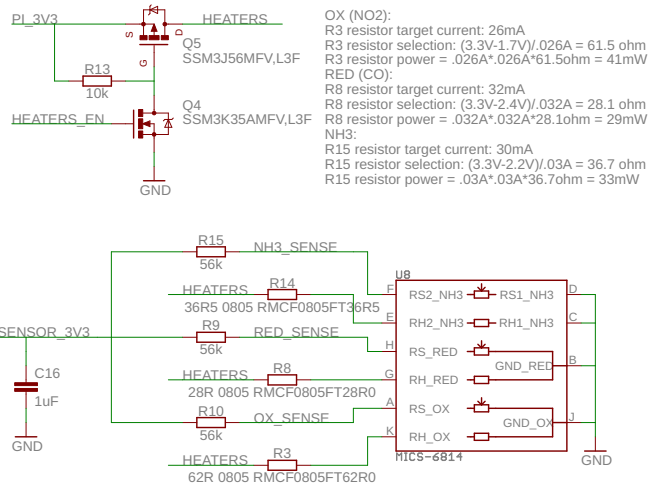 PI_3V3
HEATERS
S
D
G
Q5
SSM3J56MFV,L3F
R13
10k
Q4
SSM3K35AMFV,L3F
HEATERS_EN
GND
OX (NO2):
R3 resistor target current: 26mA
R3 resistor selection: (3.3V-1.7V)/.026A = 61.5 ohm
R3 resistor power = .026A*.026A*61.5ohm = 41mW
RED (CO):
R8 resistor target current: 32mA
R8 resistor selection: (3.3V-2.4V)/.032A = 28.1 ohm
R8 resistor power = .032A*.032A*28.1ohm = 29mW
NH3:
R15 resistor target current: 30mA
R15 resistor selection: (3.3V-2.2V)/.03A = 36.7 ohm
R15 resistor power = .03A*.03A*36.7ohm = 33mW
R15
NH3_SENSE
56k
HEATERS
R14
36R5 0805 RMCF0805FT36R5
SENSOR_3V3
R9
RED_SENSE
56k
HEATERS
R8
28R 0805 RMCF0805FT28R0
R10
OX_SENSE
56k
HEATERS
R3
62R 0805 RMCF0805FT62R0
C16
1uF
GND
U8
F
RS2_NH3
RS1_NH3
D
E
RH2_NH3
RH1_NH3
C
H
RS_RED
GND_RED
B
G
RH_RED
A
RS_OX
GND_OX
J
K
RH_OX
MICS-6814
GND